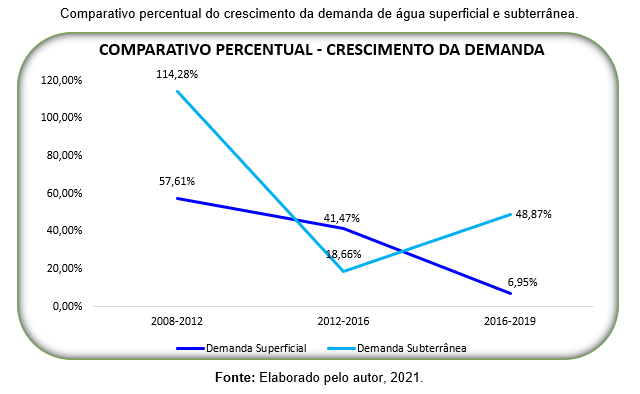 Comparativo percentual do crescimento da demanda de água superficial e subterrânea.
COMPARATIVO PERCENTUAL - CRESCIMENTO DA DEMANDA
120,00%
100,00%
80,00%
60,00%
40,00%
20,00%
0,00%
114,28%
57,61%
41,47%
18,66%
48,87%
6,95%
2008-2012 2012-2016 2016-2019
Demanda Superficial Demanda Subterrânea
Fonte: Elaborado pelo autor, 2021.